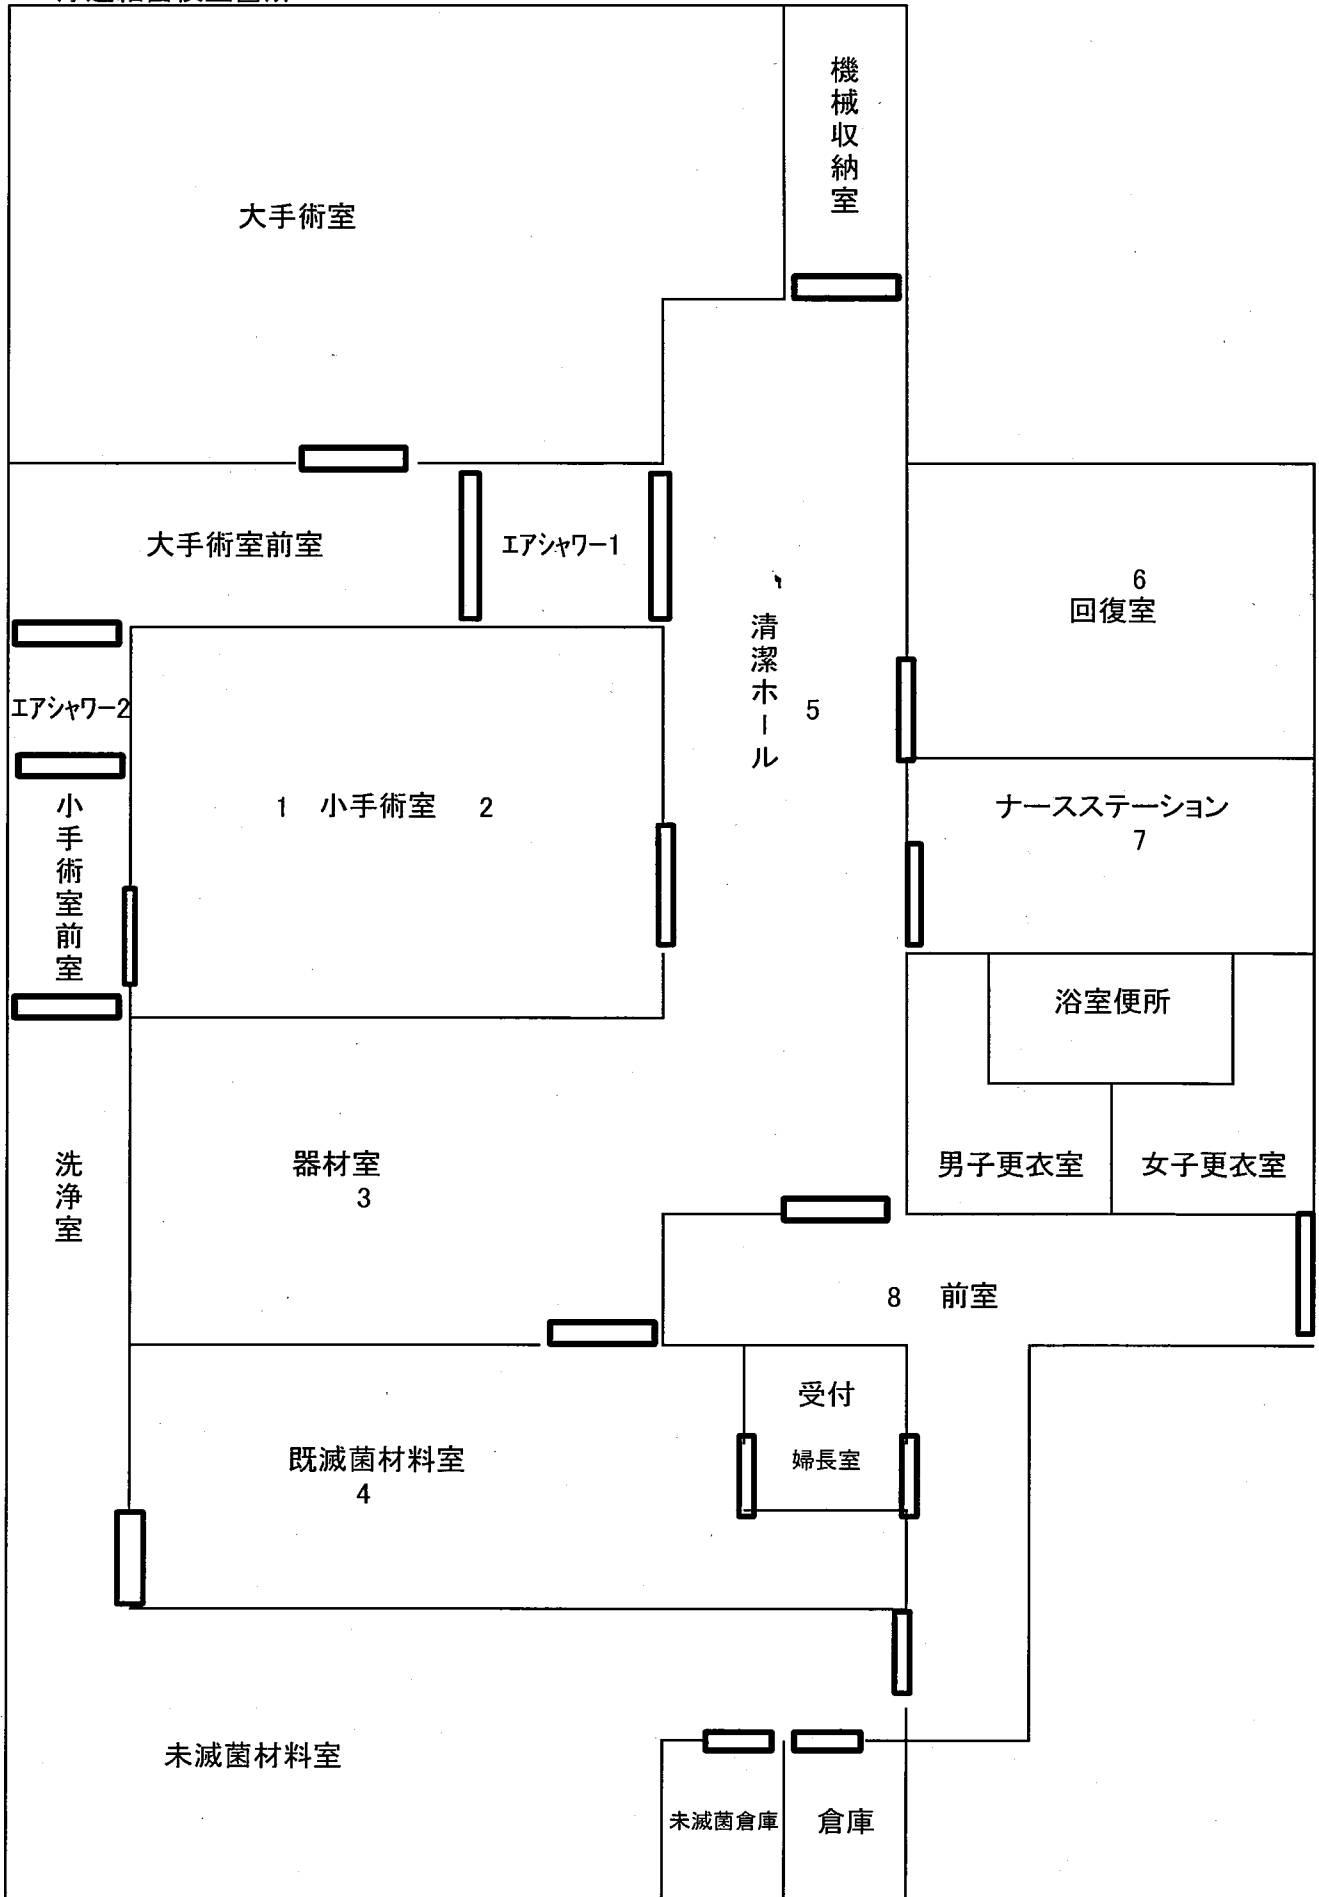 機械収納室
大手術室
大手術室前室
エアシャワー1
6
回復室
清潔ホール
5
エアシャワー2
小手術室前室
1 小手術室 2
ナースステーション
7
浴室便所
洗浄室
器材室
3
男子更衣室
女子更衣室
8 前室
受付
婦長室
既滅菌材料室
4
未滅菌材料室
未滅菌倉庫
倉庫